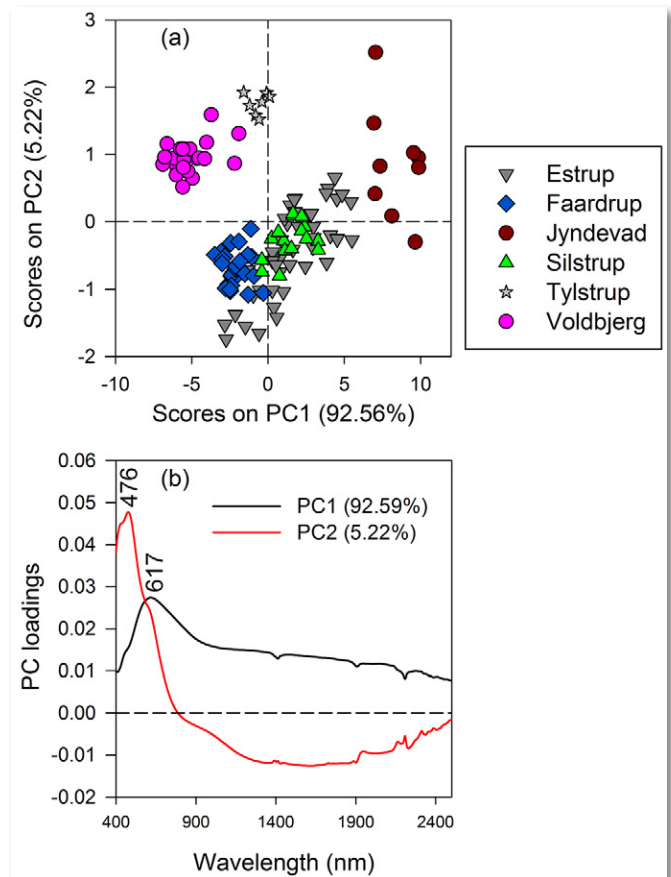 (a)
3
2
1
0
-1
-2
Scores on PC2 (5.22%)
-10
-5
0
5
10
Scores on PC1 (92.56%)
Estrup
Faardrup
Jyndevad
Silstrup
Tylstrup
Voldbjerg
(b)
0.06
0.05
0.04
0.03
0.02
0.01
0.00
-0.01
-0.02
PC loadings
476
617
PC1 (92.59%)
PC2 (5.22%)
400
900
1400
1900
2400
Wavelength (nm)